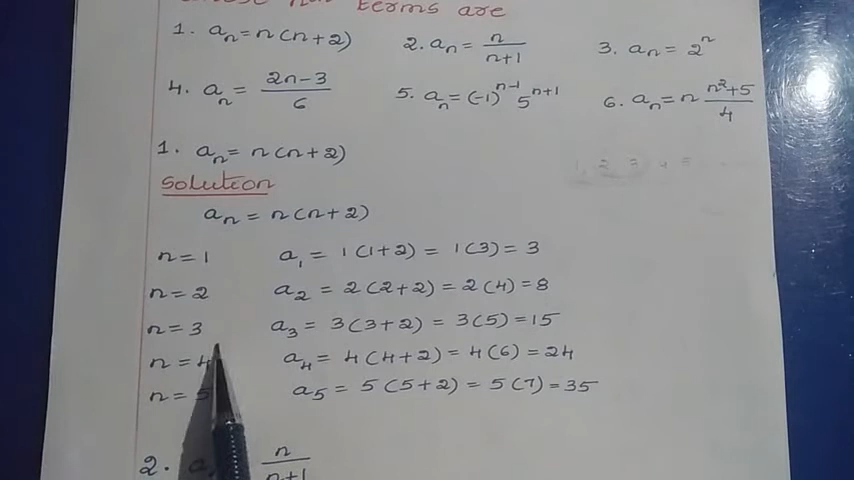 terms are
1. aₙ = n(n+2) 2. aₙ = n/(n+1) 3. aₙ = 2ⁿ
4. aₙ = (2n-3)/6 5. aₙ = (-1)ⁿ⁻¹ 5ⁿ⁺¹ 6. aₙ = n (n²+5)/4
1. aₙ = n(n+2)
Solution
aₙ = n(n+2)
n = 1 a₁ = 1(1+2) = 1(3) = 3
n = 2 a₂ = 2(2+2) = 2(4) = 8
n = 3 a₃ = 3(3+2) = 3(5) = 15
n = 4 a₄ = 4(4+2) = 4(6) = 24
n = 5 a₅ = 5(5+2) = 5(7) = 35
2. a n/(n+1)